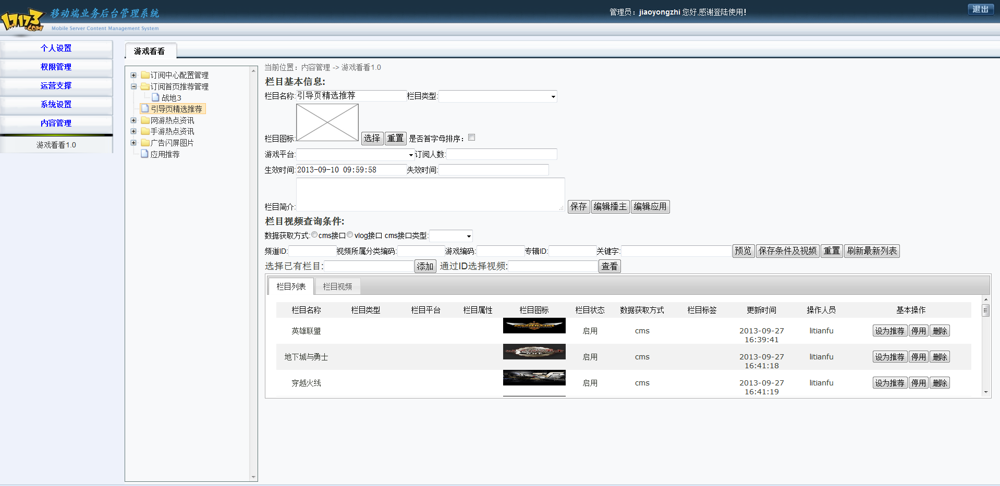 17173.COM
移动端业务后台管理系统
Mobile Server Content Management System
管理员：jiaoyongzhi 您好,感谢登陆使用！
退出
个人设置
权限管理
运营支撑
系统设置
内容管理
游戏看看1.0
游戏看看
订阅中心配置管理
订阅首页推荐管理
战地3
引导页精选推荐
网游热点资讯
手游热点资讯
广告闪屏图片
应用推荐
当前位置：内容管理 -> 游戏看看1.0
栏目基本信息:
栏目名称:引导页精选推荐 栏目类型:
栏目图标: 选择 重置 是否首字母排序：
游戏平台: 订阅人数:
生效时间:2013-09-10 09:59:58 失效时间:
栏目简介: 保存 编辑播主 编辑应用
栏目视频查询条件:
数据获取方式: cms接口 vlog接口 cms接口类型:
频道ID: 视频所属分类编码: 游戏编码: 专辑ID: 关键字: 预览 保存条件及视频 重置 刷新最新列表
选择已有栏目: 添加 通过ID选择视频: 查看
栏目列表 栏目视频
栏目名称 栏目类型 栏目平台 栏目属性 栏目图标 栏目状态 数据获取方式 栏目标签 更新时间 操作人员 基本操作
英雄联盟 启用 cms 2013-09-27 16:39:41 litianfu 设为推荐 停用 删除
地下城与勇士 启用 cms 2013-09-27 16:41:18 litianfu 设为推荐 停用 删除
穿越火线 启用 cms 2013-09-27 16:41:19 litianfu 设为推荐 停用 删除